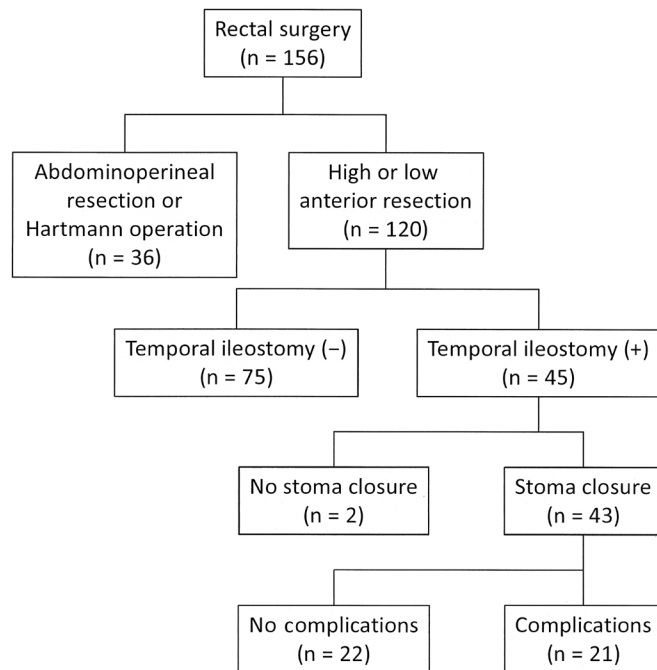 Rectal surgery
(n = 156)
Abdominoperineal
resection or
Hartmann operation
(n = 36)
High or low
anterior resection
(n = 120)
Temporal ileostomy (−)
(n = 75)
Temporal ileostomy (+)
(n = 45)
No stoma closure
(n = 2)
Stoma closure
(n = 43)
No complications
(n = 22)
Complications
(n = 21)